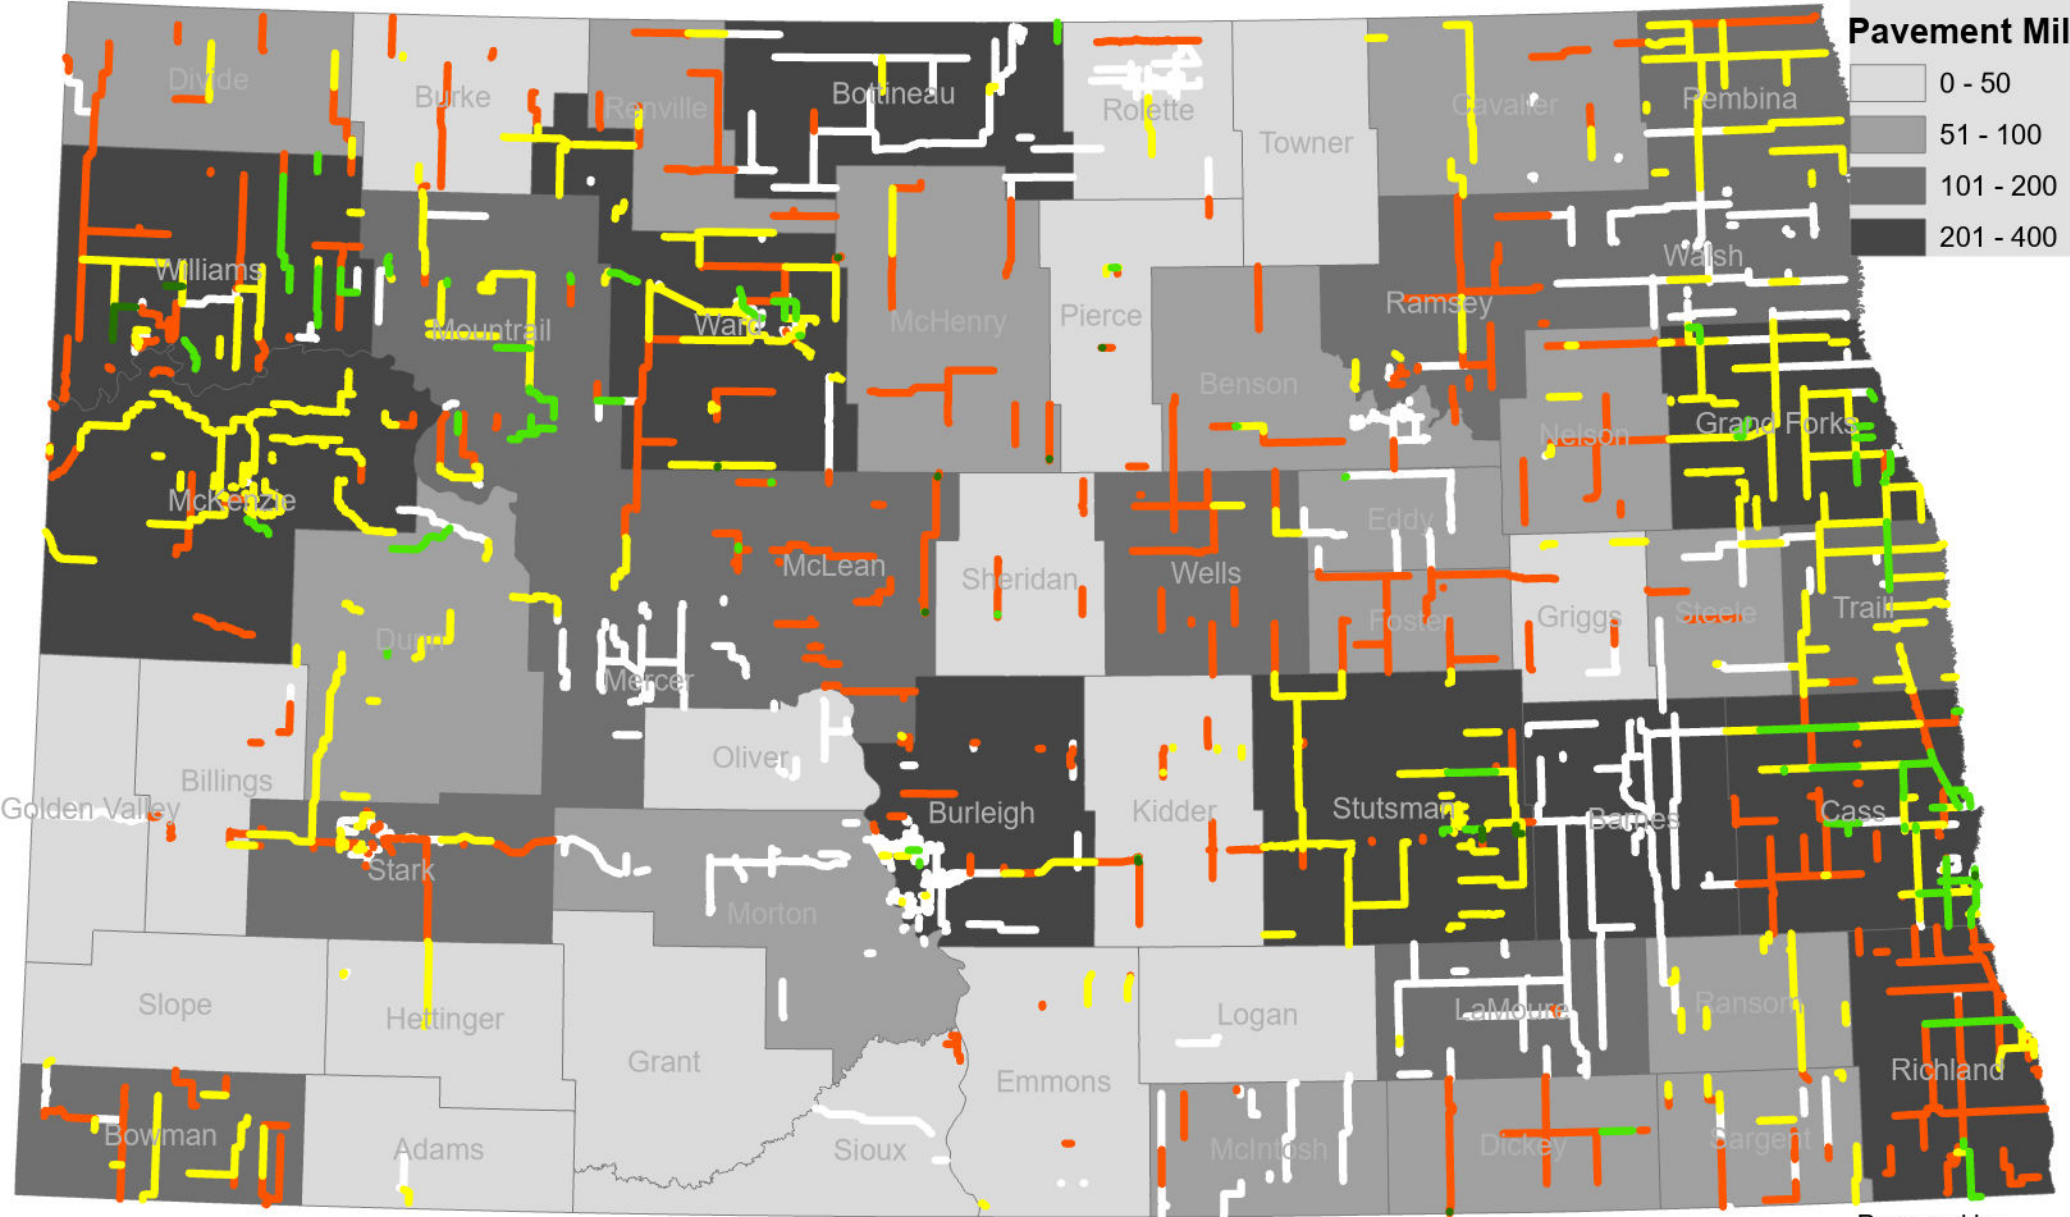 Pavement Mil
0 - 50
51 - 100
101 - 200
201 - 400
Divide
Burke
Renville
Bottineau
Rolette
Towner
Cavalier
Pembina
Williams
Mountrail
Ward
McHenry
Pierce
Benson
Ramsey
Walsh
Nelson
Grand Forks
McKenzie
Dunn
McLean
Sheridan
Wells
Eddy
Foster
Griggs
Steele
Traill
Mercer
Oliver
Golden Valley
Billings
Stark
Morton
Burleigh
Kidder
Stutsman
Barnes
Cass
Slope
Hettinger
Grant
Emmons
Logan
LaMoure
Ransom
Richland
Bowman
Adams
Sioux
McIntosh
Dickey
Sargent